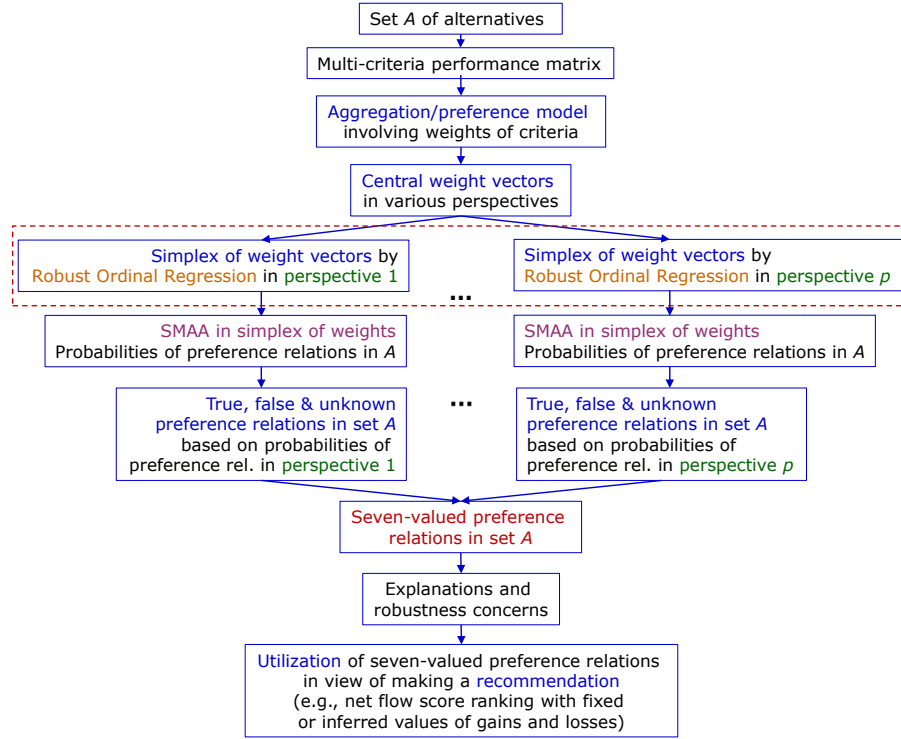 Set A of alternatives
Multi-criteria performance matrix
Aggregation/preference model
involving weights of criteria
Central weight vectors
in various perspectives
Simplex of weight vectors by
Robust Ordinal Regression in perspective 1
...
Simplex of weight vectors by
Robust Ordinal Regression in perspective p
SMAA in simplex of weights
Probabilities of preference relations in A
SMAA in simplex of weights
Probabilities of preference relations in A
True, false & unknown
preference relations in set A
based on probabilities of
preference rel. in perspective 1
...
True, false & unknown
preference relations in set A
based on probabilities of
preference rel. in perspective p
Seven-valued preference
relations in set A
Explanations and
robustness concerns
Utilization of seven-valued preference relations
in view of making a recommendation
(e.g., net flow score ranking with fixed
or inferred values of gains and losses)